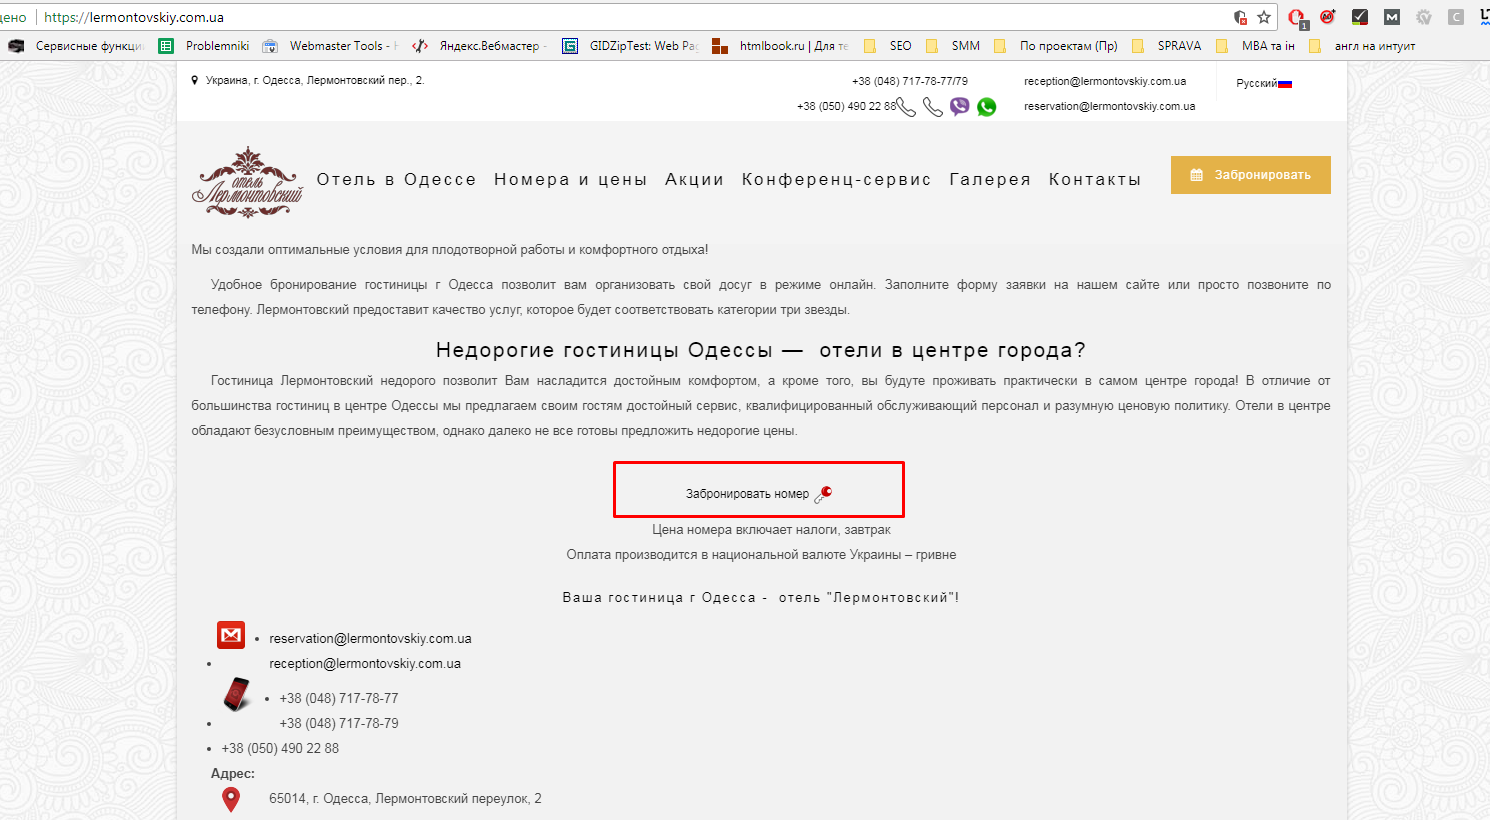 цено https://lermontovskiy.com.ua
Сервисные функци Problemniki Webmaster Tools - Яндекс.Вебмастер - GIDZipTest: Web Pag htmlbook.ru | Для те SEO SMM По проектам (Пр) SPRAVA MBA та ін англ на интуит
Украина, г. Одесса, Лермонтовский пер., 2.
+38 (048) 717-78-77/79
reception@lermontovskiy.com.ua
Русский
+38 (050) 490 22 88
reservation@lermontovskiy.com.ua
отель
Лермонтовский
Отель в Одессе Номера и цены Акции Конференц-сервис Галерея Контакты
Забронировать
Мы создали оптимальные условия для плодотворной работы и комфортного отдыха!
Удобное бронирование гостиницы г Одесса позволит вам организовать свой досуг в режиме онлайн. Заполните форму заявки на нашем сайте или просто позвоните по
телефону. Лермонтовский предоставит качество услуг, которое будет соответствовать категории три звезды.
Недорогие гостиницы Одессы — отели в центре города?
Гостиница Лермонтовский недорого позволит Вам насладится достойным комфортом, а кроме того, вы будуте проживать практически в самом центре города! В отличие от
большинства гостиниц в центре Одессы мы предлагаем своим гостям достойный сервис, квалифицированный обслуживающий персонал и разумную ценовую политику. Отели в центре
обладают безусловным преимуществом, однако далеко не все готовы предложить недорогие цены.
Забронировать номер
Цена номера включает налоги, завтрак
Оплата производится в национальной валюте Украины – гривне
Ваша гостиница г Одесса - отель "Лермонтовский"!
reservation@lermontovskiy.com.ua
reception@lermontovskiy.com.ua
+38 (048) 717-78-77
+38 (048) 717-78-79
+38 (050) 490 22 88
Адрес:
65014, г. Одесса, Лермонтовский переулок, 2